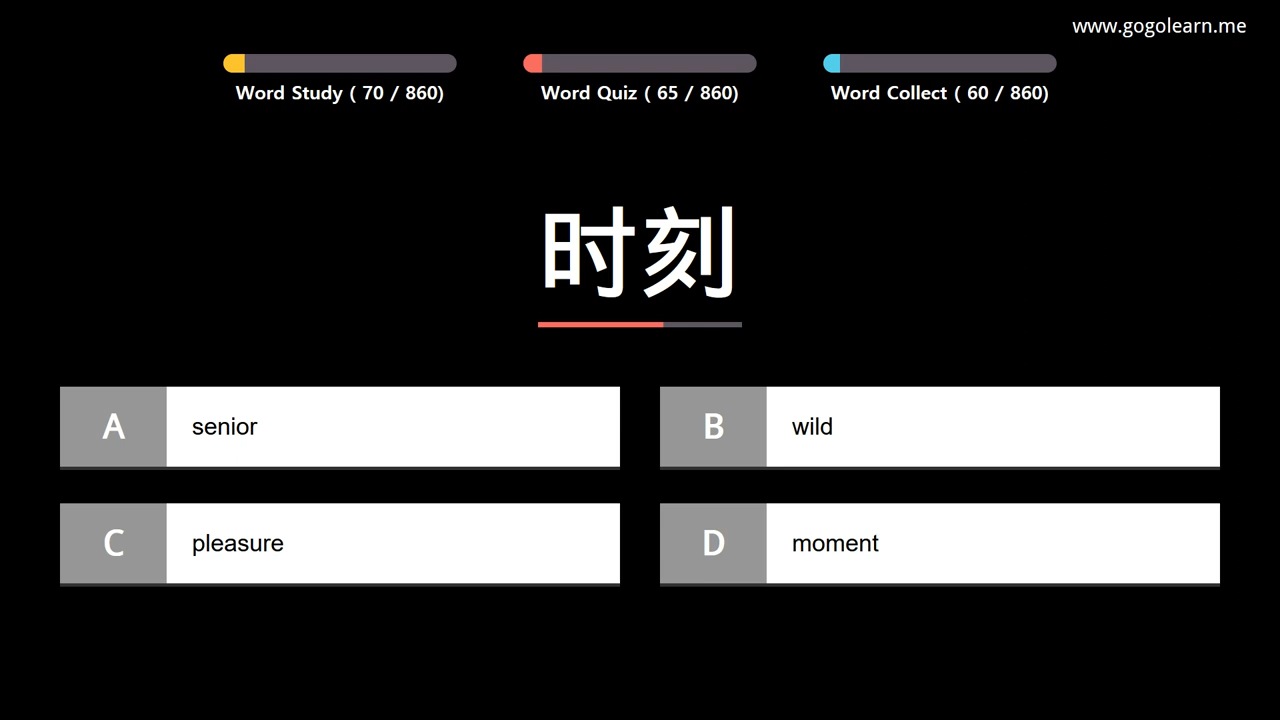 www.gogolearn.me
Word Study ( 70 / 860)
Word Quiz ( 65 / 860)
Word Collect ( 60 / 860)
时刻
A senior
B wild
C pleasure
D moment